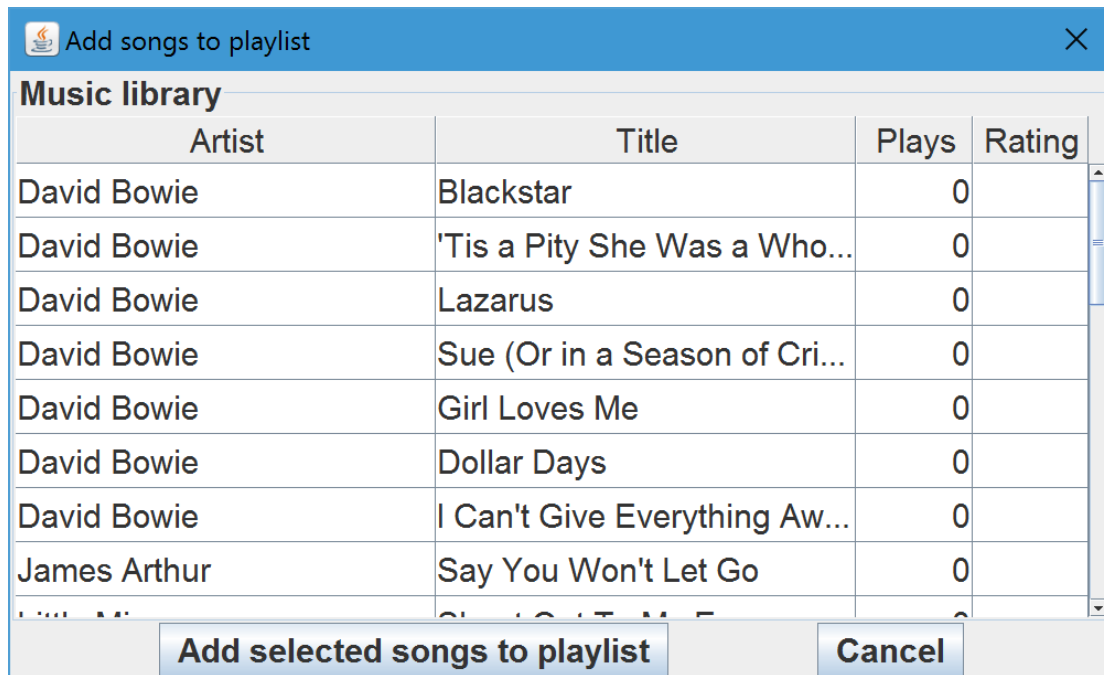 Add songs to playlist
Music library
Artist Title Plays Rating
David Bowie Blackstar 0
David Bowie 'Tis a Pity She Was a Who... 0
David Bowie Lazarus 0
David Bowie Sue (Or in a Season of Cri... 0
David Bowie Girl Loves Me 0
David Bowie Dollar Days 0
David Bowie I Can't Give Everything Aw... 0
James Arthur Say You Won't Let Go 0
Add selected songs to playlist Cancel